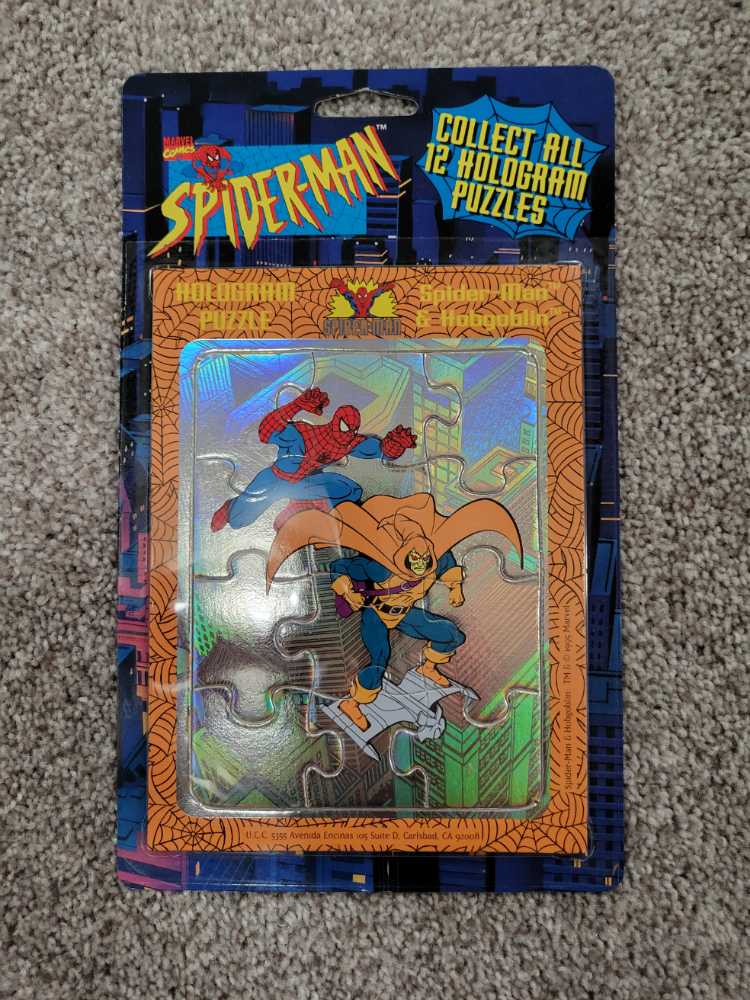 MARVEL
COMICS
SPIDER-MAN™
COLLECT ALL
12 HOLOGRAM
PUZZLES
HOLOGRAM
PUZZLE
SPIDER-MAN
Spider-Man™
& Hobgoblin™
Spider-Man & Hobgoblin TM & © 1995 Marvel
U.C.C. 5355 Avenida Encinas 105 Suite D, Carlsbad, CA 92008